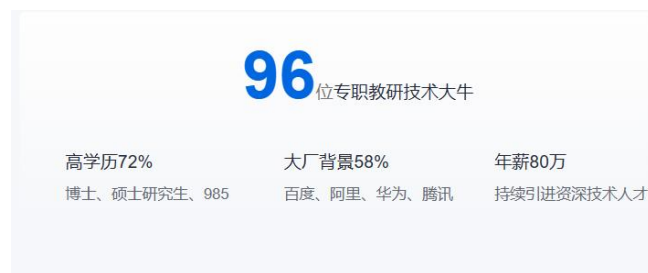 96位专职教研技术大牛
高学历72%
博士、硕士研究生、985
大厂背景58%
百度、阿里、华为、腾讯
年薪80万
持续引进资深技术人才